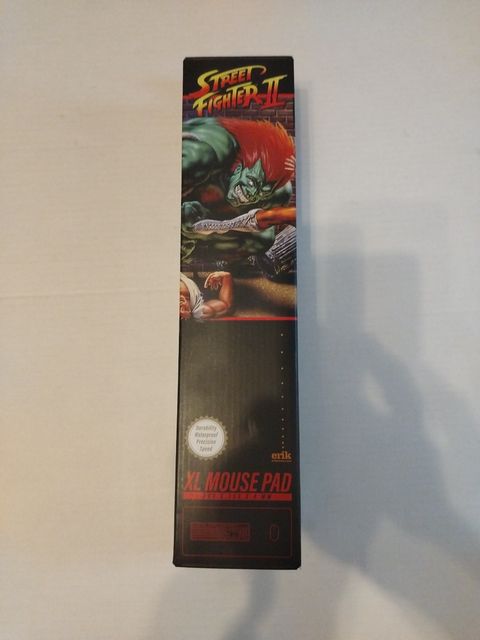 STREET
FIGHTER II
Durability
Waterproof
Precision
Speed
erik
XL MOUSE PAD